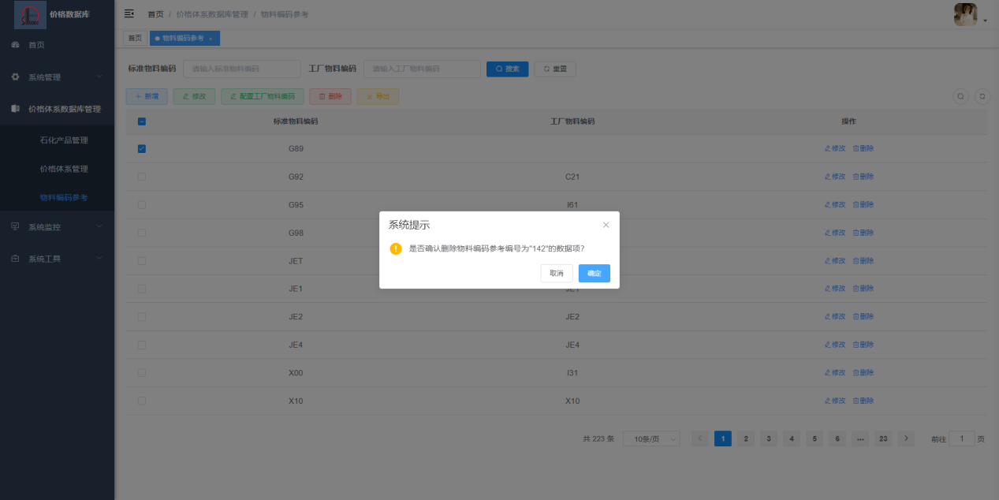 价格数据库
首页
系统管理
价格体系数据库管理
石化产品管理
价格体系管理
物料编码参考
系统监控
系统工具
首页 / 价格体系数据库管理 / 物料编码参考
首页 物料编码参考 ×
标准物料编码 请输入标准物料编码 工厂物料编码 请输入工厂物料编码 搜索 重置
+ 新增 修改 配置工厂物料编码 删除 导出
标准物料编码 工厂物料编码 操作
G89 修改 删除
G92 C21 修改 删除
G95 I61 修改 删除
G98 修改 删除
JET 修改 删除
JE1 JE1 修改 删除
JE2 JE2 修改 删除
JE4 JE4 修改 删除
X00 I31 修改 删除
X10 X10 修改 删除
系统提示
是否确认删除物料编码参考编号为"142"的数据项?
取消 确定
共 223 条 10条/页 < 1 2 3 4 5 6 ... 23 > 前往 1 页